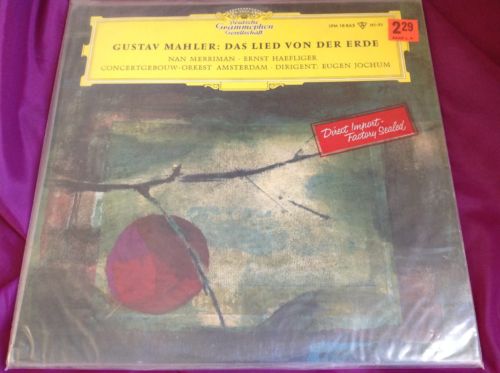 Deutsche
Grammophon
Gesellschaft
2.29
GUSTAV MAHLER: DAS LIED VON DER ERDE
NAN MERRIMAN · ERNST HAEFLIGER
CONCERTGEBOUW-ORKEST AMSTERDAM · DIRIGENT: EUGEN JOCHUM
Direct Import -
Factory Sealed